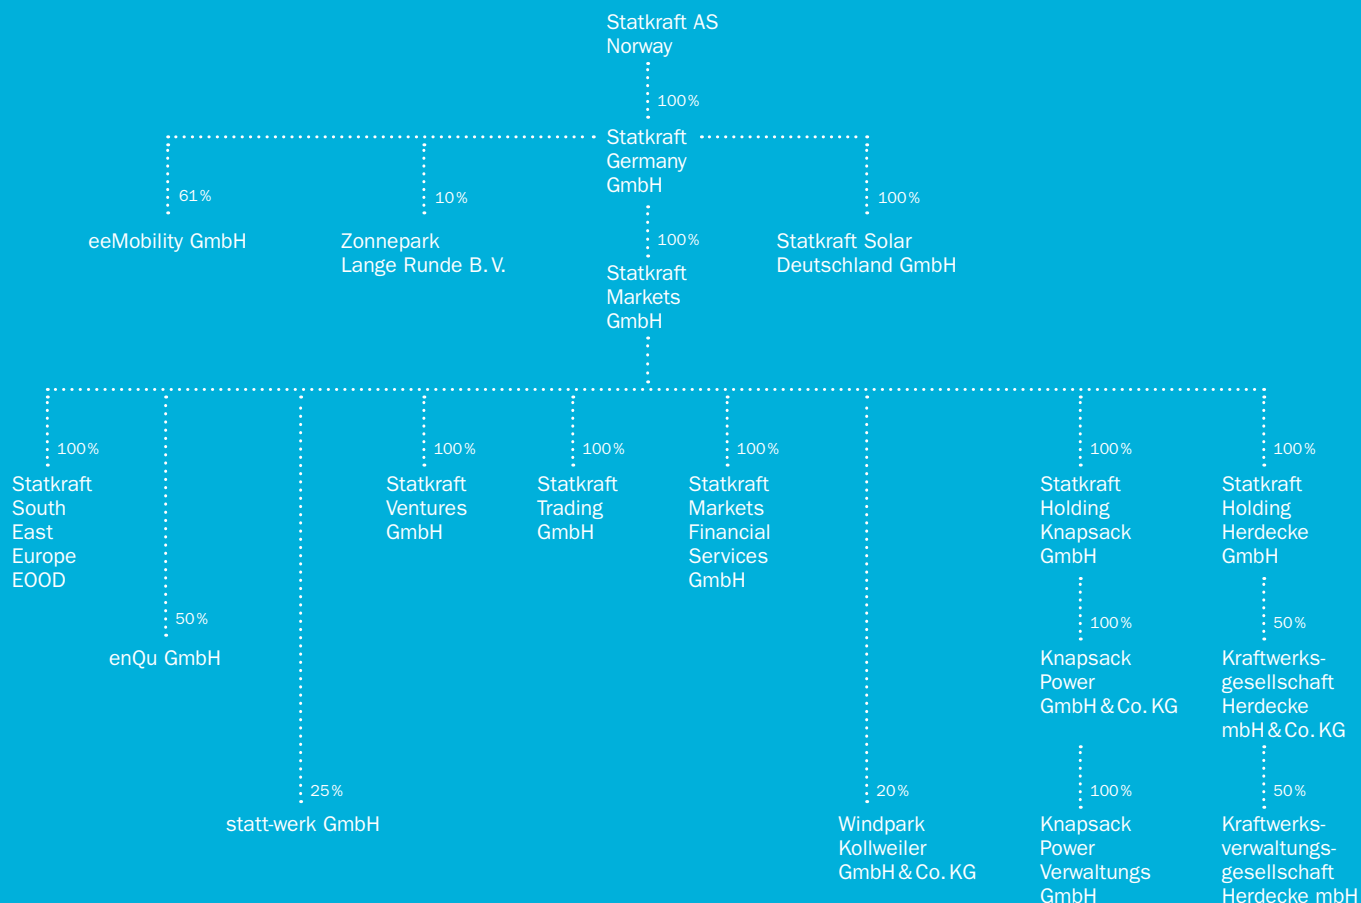 Statkraft AS
Norway
100%
Statkraft
Germany
GmbH
61%
eeMobility GmbH
10%
Zonnepark
Lange Runde B. V.
100%
Statkraft Solar
Deutschland GmbH
100%
Statkraft
Markets
GmbH
100%
Statkraft
South
East
Europe
EOOD
50%
enQu GmbH
25%
statt-werk GmbH
100%
Statkraft
Ventures
GmbH
100%
Statkraft
Trading
GmbH
100%
Statkraft
Markets
Financial
Services
GmbH
20%
Windpark
Kollweiler
GmbH & Co. KG
100%
Statkraft
Holding
Knapsack
GmbH
100%
Knapsack
Power
GmbH & Co. KG
100%
Knapsack
Power
Verwaltungs
GmbH
100%
Statkraft
Holding
Herdecke
GmbH
50%
Kraftwerks-
gesellschaft
Herdecke
mbH & Co. KG
50%
Kraftwerks-
verwaltungs-
gesellschaft
Herdecke mbH